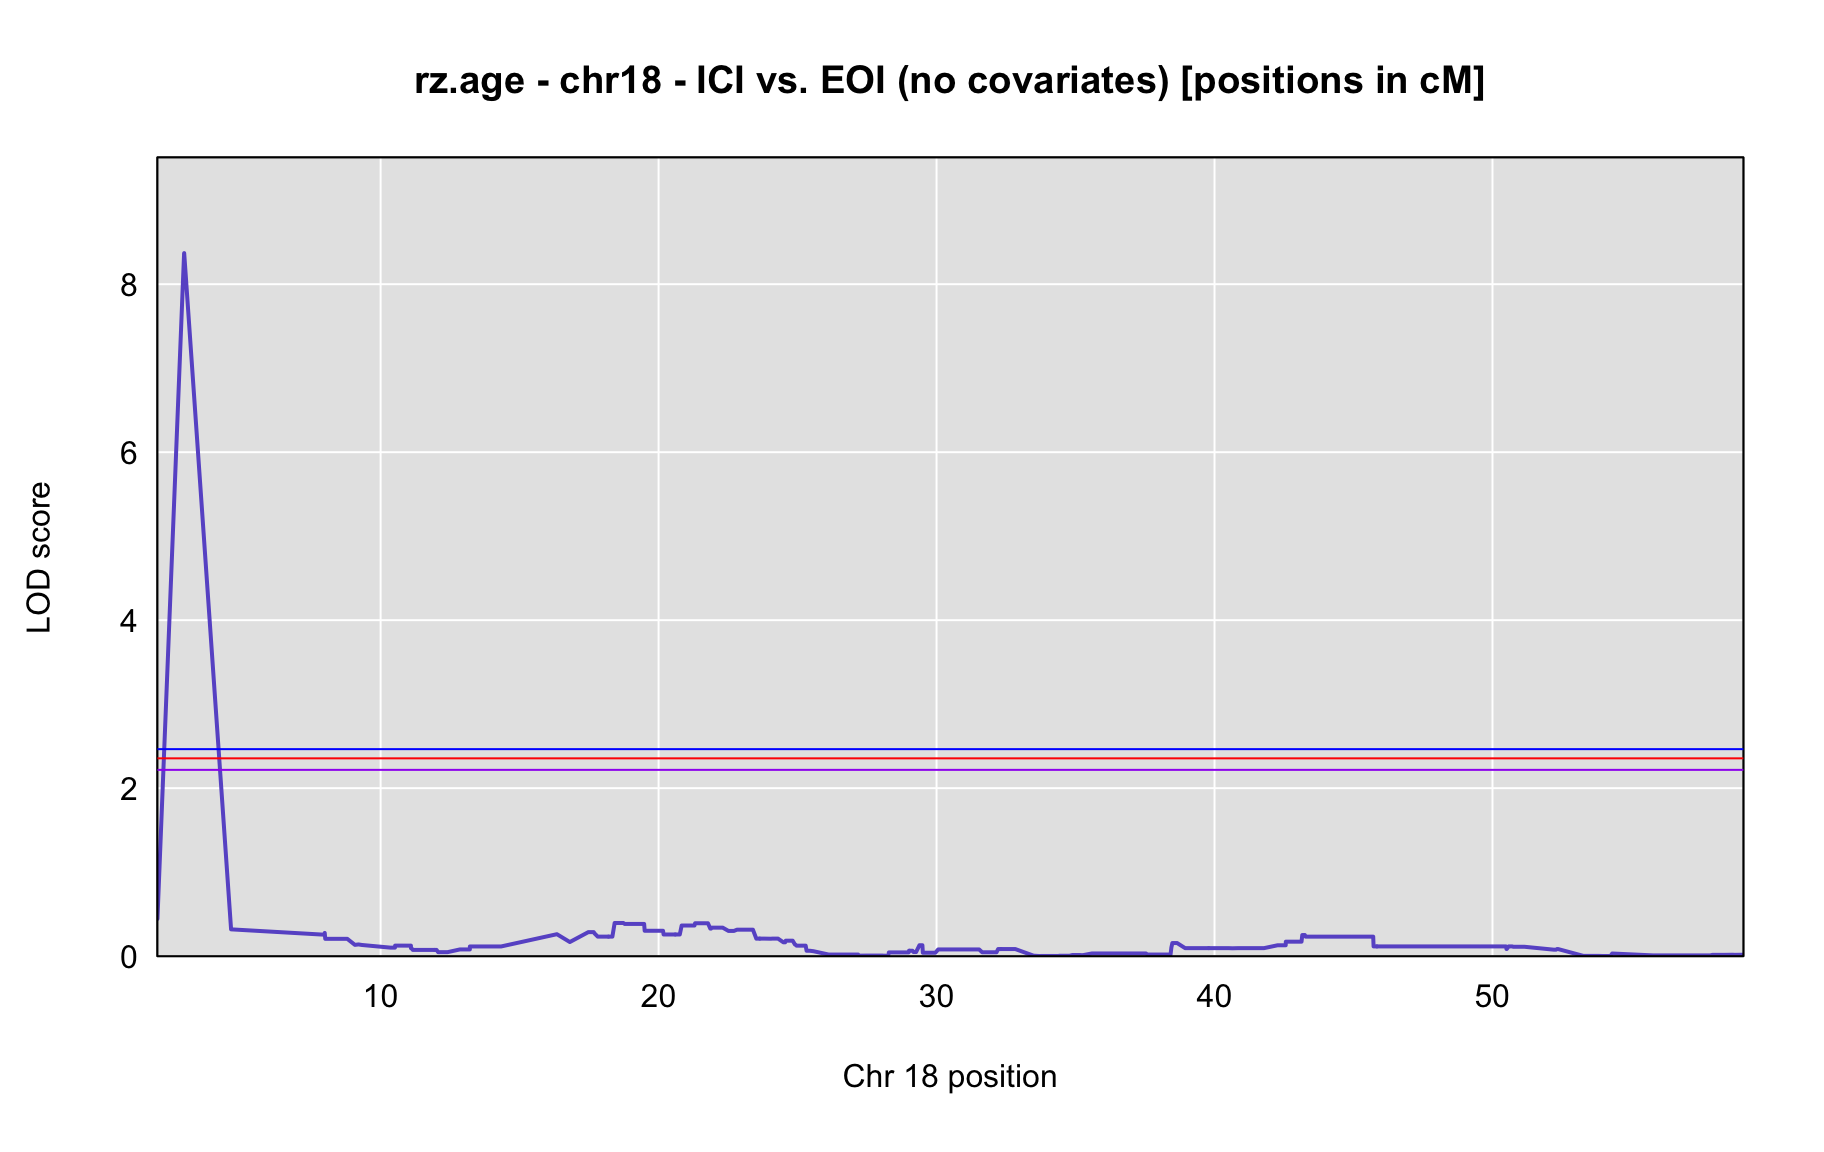 rz.age - chr18 - ICI vs. EOI (no covariates) [positions in cM]
LOD score
8
6
4
2
0
10 20 30 40 50
Chr 18 position